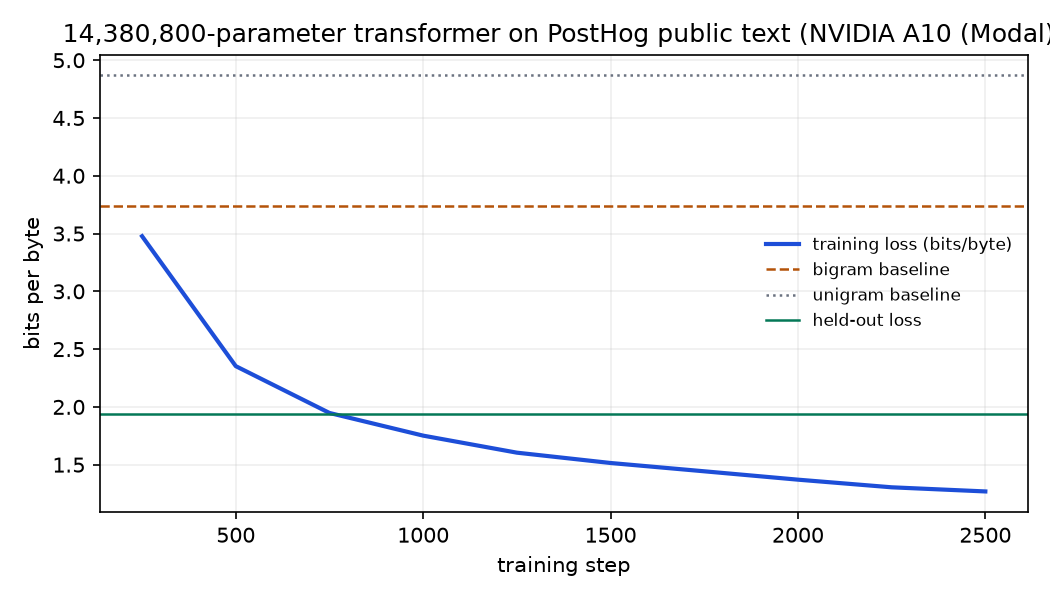 14,380,800-parameter transformer on PostHog public text (NVIDIA A10 (Modal)
5.0
4.5
4.0
3.5
3.0
2.5
2.0
1.5
bits per byte
training loss (bits/byte)
bigram baseline
unigram baseline
held-out loss
500
1000
1500
2000
2500
training step